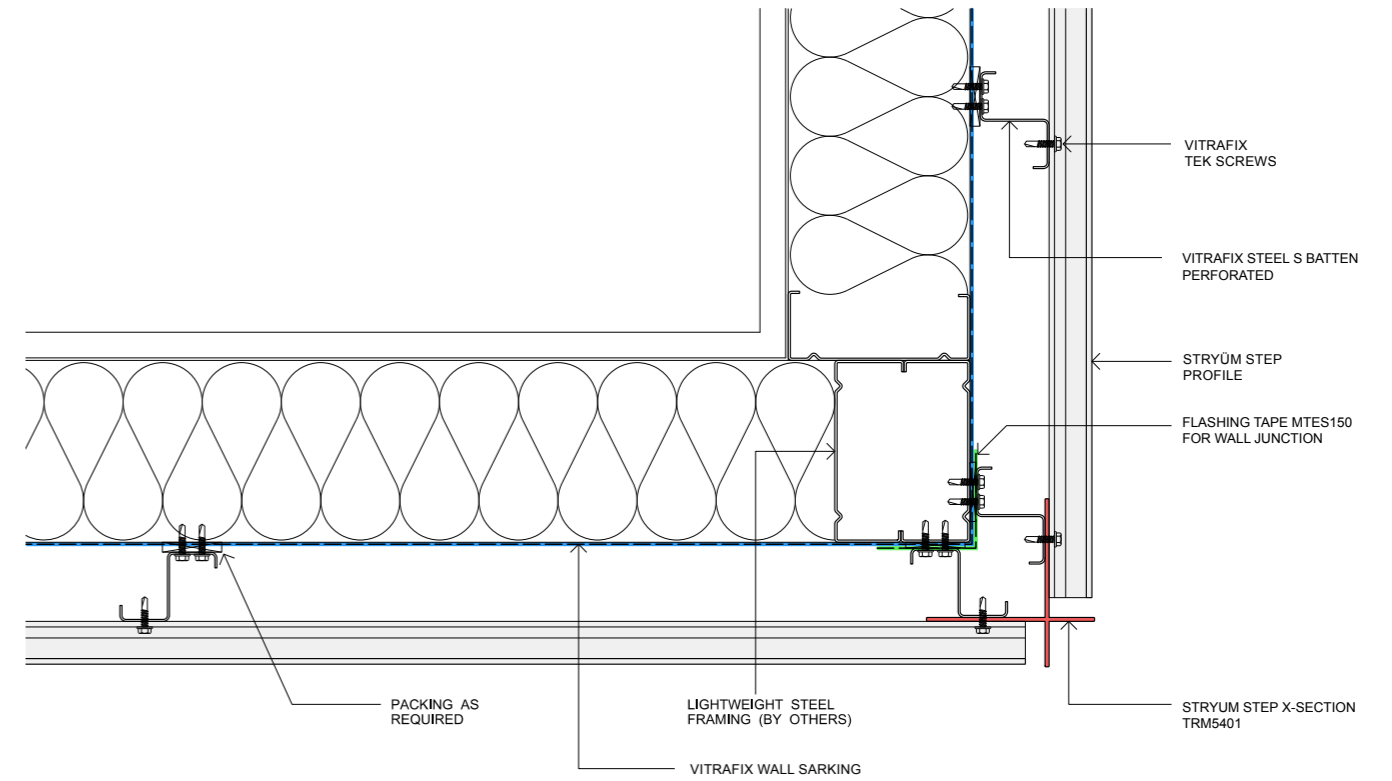 VITRAFIX
TEK SCREWS
VITRAFIX STEEL S BATTEN
PERFORATED
STRYÜM STEP
PROFILE
FLASHING TAPE MTES150
FOR WALL JUNCTION
PACKING AS
REQUIRED
LIGHTWEIGHT STEEL
FRAMING (BY OTHERS)
STRYUM STEP X-SECTION
TRM5401
VITRAFIX WALL SARKING